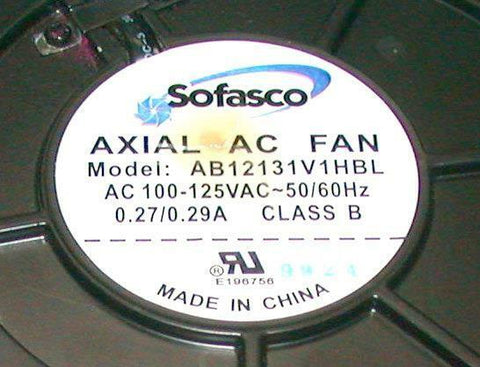 Sofasco
AXIAL AC FAN
Model: AB12131V1HBL
AC 100-125VAC~50/60Hz
0.27/0.29A CLASS B
®
E196756
MADE IN CHINA